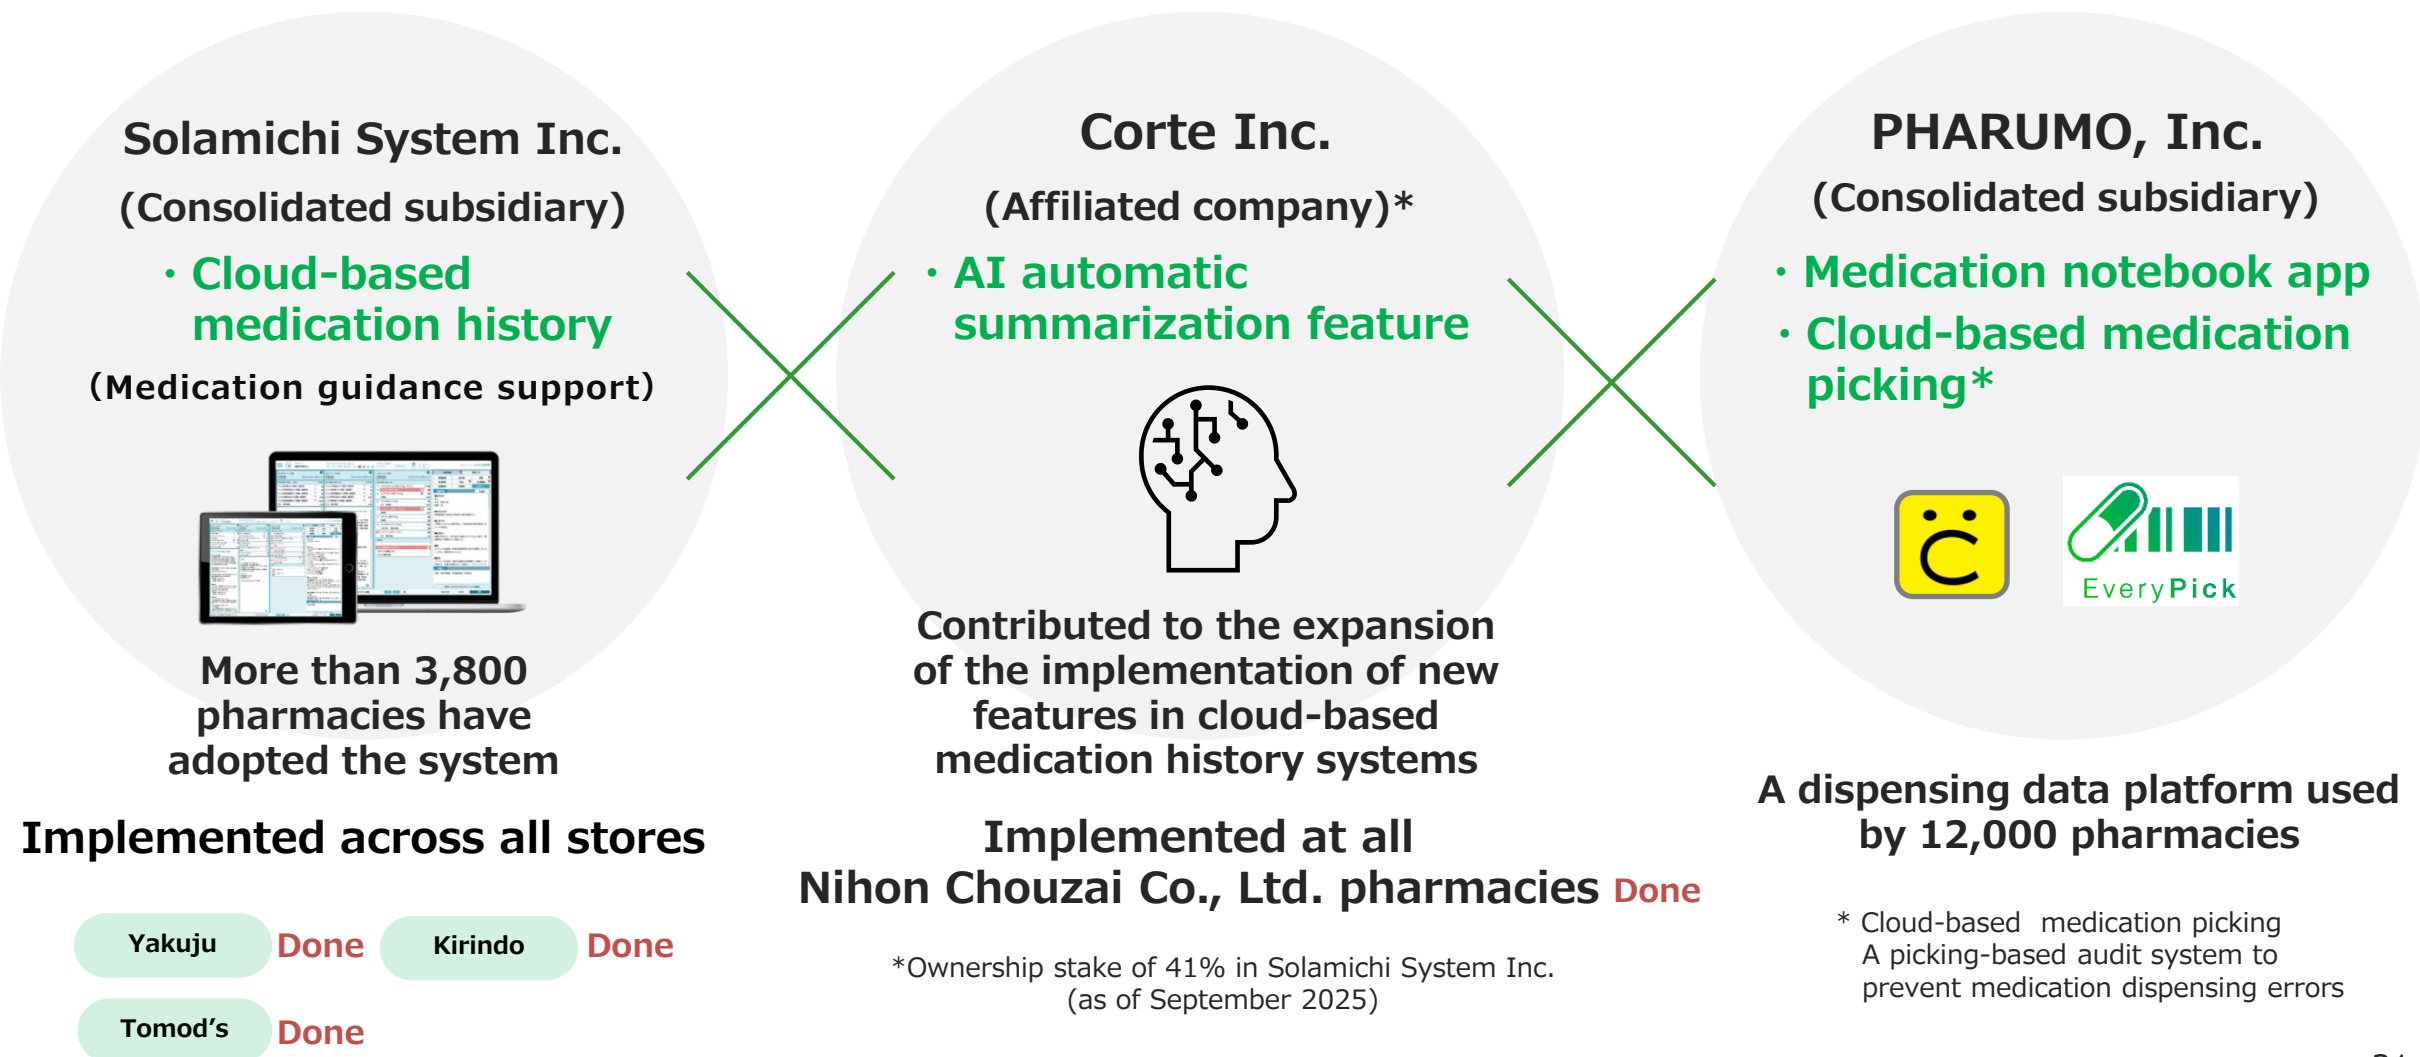 Solamichi System Inc.
(Consolidated subsidiary)
・Cloud-based
medication history
(Medication guidance support)
More than 3,800
pharmacies have
adopted the system
Implemented across all stores
Yakuju Done Kirindo Done
Tomod’s Done
Corte Inc.
(Affiliated company)*
・AI automatic
summarization feature
Contributed to the expansion
of the implementation of new
features in cloud-based
medication history systems
Implemented at all
Nihon Chouzai Co., Ltd. pharmacies Done
*Ownership stake of 41% in Solamichi System Inc.
(as of September 2025)
PHARUMO, Inc.
(Consolidated subsidiary)
・Medication notebook app
・Cloud-based medication
picking*
EveryPick
A dispensing data platform used
by 12,000 pharmacies
* Cloud-based medication picking
A picking-based audit system to
prevent medication dispensing errors